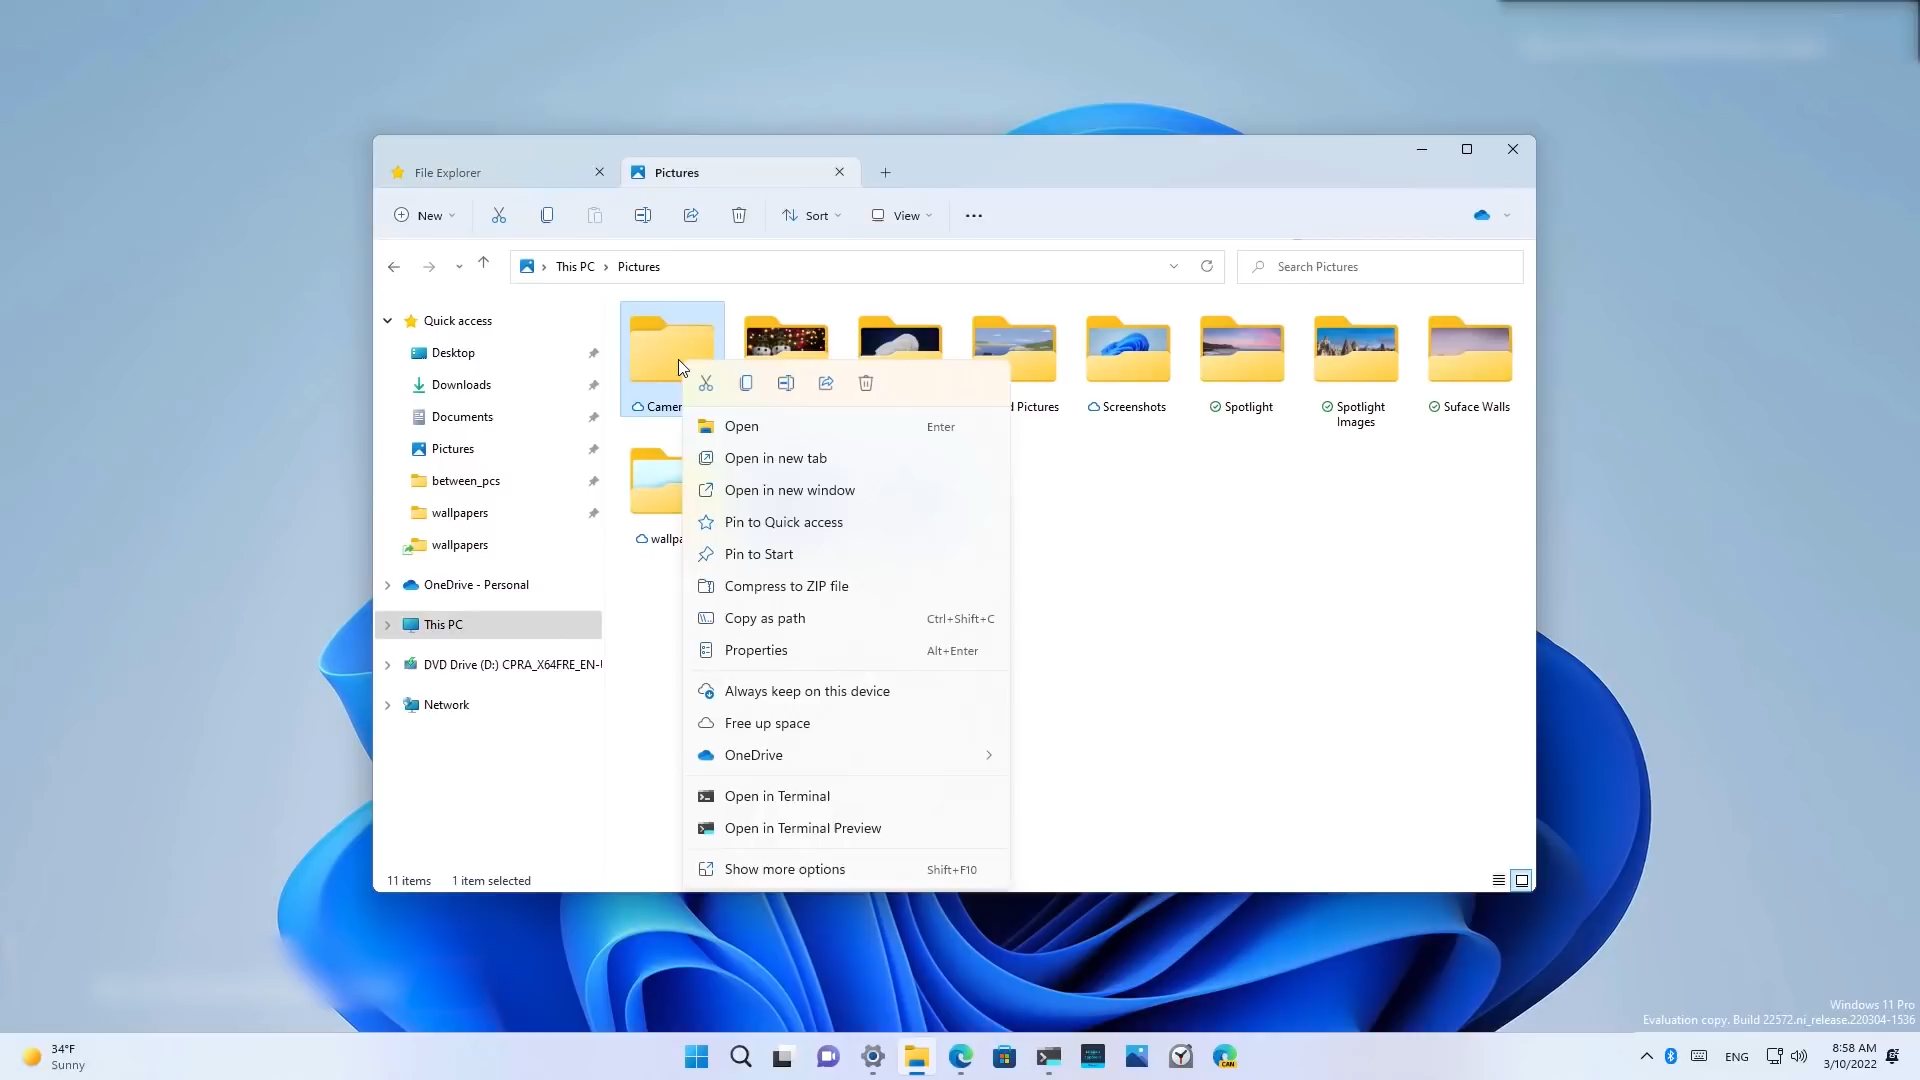 File Explorer
Pictures
New
Sort
View
This PC
Pictures
Search Pictures
Quick access
Desktop
Downloads
Documents
Pictures
between_pcs
wallpapers
wallpapers
OneDrive - Personal
This PC
DVD Drive (D:) CPRA_X64FRE_EN-
Network
d Pictures
Screenshots
Spotlight
Spotlight
Images
Suface Walls
Open Enter
Open in new tab
Open in new window
Pin to Quick access
Pin to Start
Compress to ZIP file
Copy as path Ctrl+Shift+C
Properties Alt+Enter
Always keep on this device
Free up space
OneDrive
Open in Terminal
Open in Terminal Preview
Show more options Shift+F10
11 items 1 item selected
Windows 11 Pro
Evaluation copy. Build 22572.ni_release.220304-1536
34°F
Sunny
CAN
ENG
8:58 AM
3/10/2022